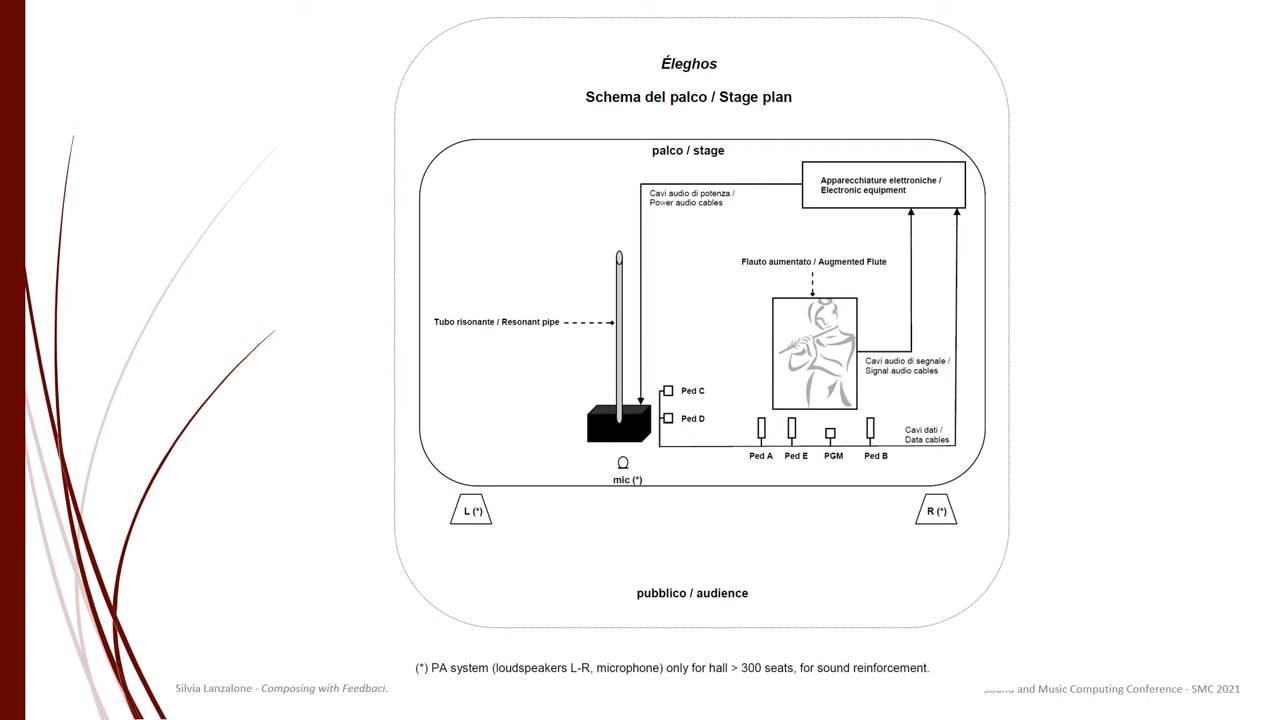 Éleghos
Schema del palco / Stage plan
palco / stage
Apparecchiature elettroniche /
Electronic equipment
Cavi audio di potenza /
Power audio cables
Flauto aumentato / Augmented Flute
Tubo risonante / Resonant pipe
Cavi audio di segnale /
Signal audio cables
Ped C
Ped D
Cavi dati /
Data cables
Ped A
Ped E
PGM
Ped B
mic (*)
L (*)
R (*)
pubblico / audience
(*) PA system (loudspeakers L-R, microphone) only for hall > 300 seats, for sound reinforcement.
Silvia Lanzalone - Composing with Feedback.
Sound and Music Computing Conference - SMC 2021